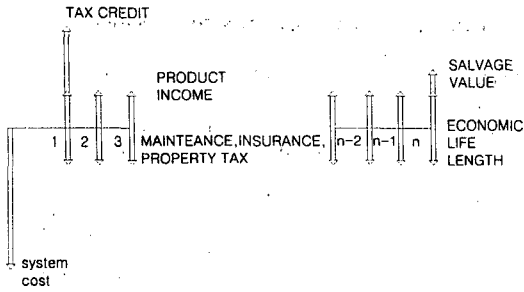 TAX CREDIT
PRODUCT
INCOME
SALVAGE
VALUE
1 2 3
MAINTEANCE,INSURANCE,
PROPERTY TAX
n-2 n-1 n
ECONOMIC
LIFE
LENGTH
system
cost